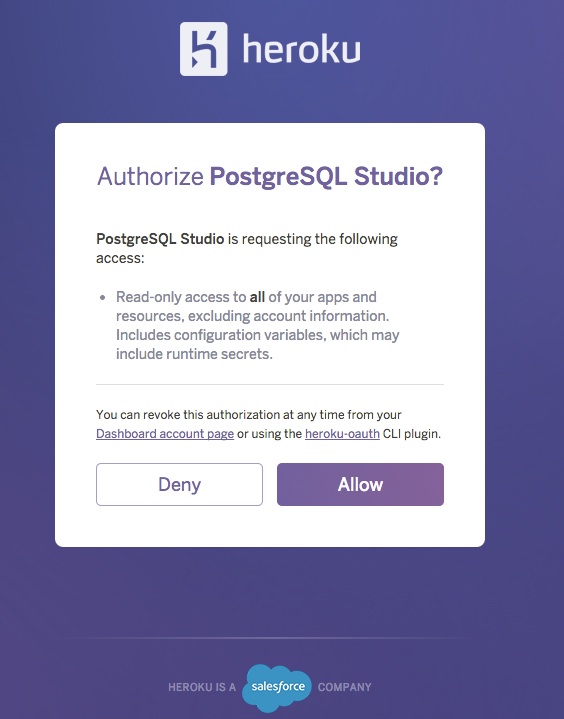 heroku
Authorize PostgreSQL Studio?
PostgreSQL Studio is requesting the following
access:
• Read-only access to all of your apps and
resources, excluding account information.
Includes configuration variables, which may
include runtime secrets.
You can revoke this authorization at any time from your
Dashboard account page or using the heroku-oauth CLI plugin.
Deny
Allow
HEROKU IS A salesforce COMPANY